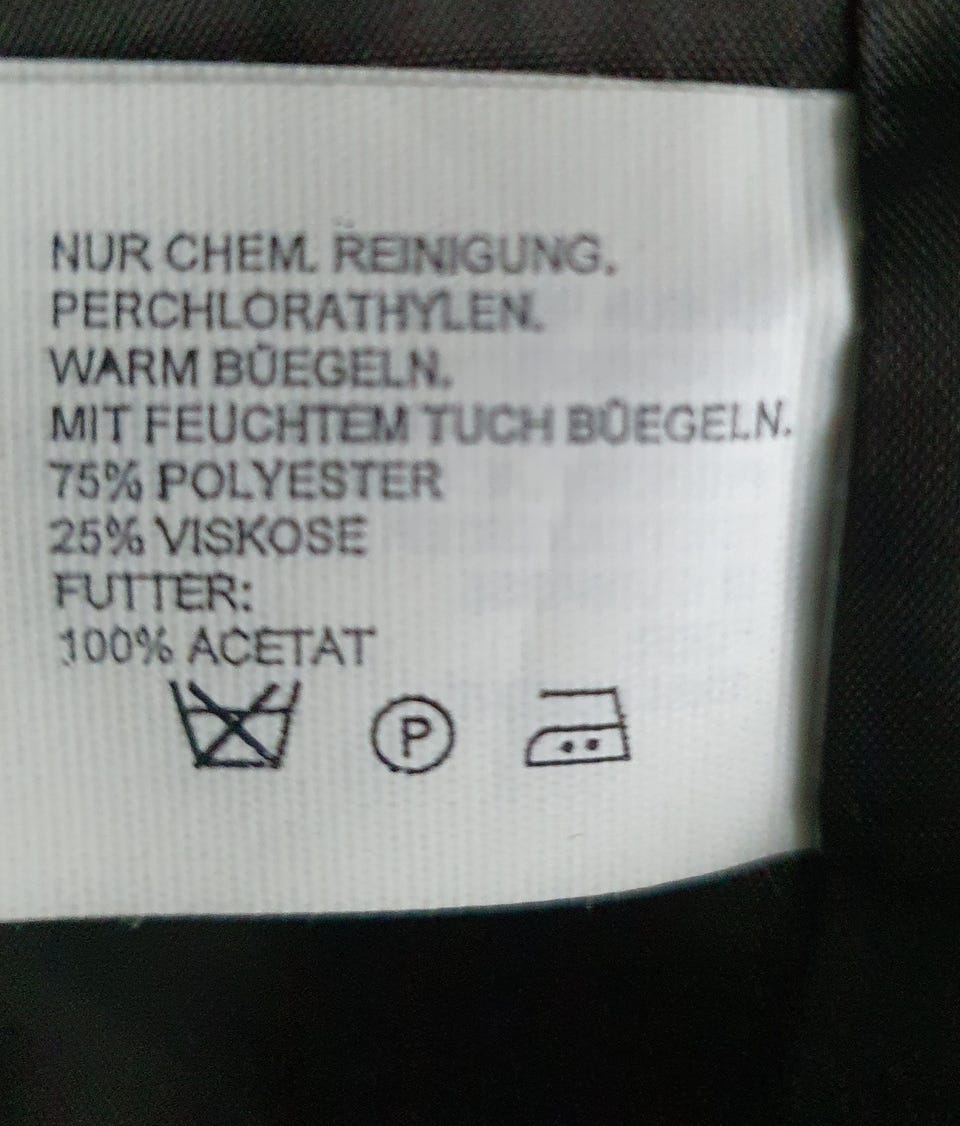 NUR CHEM. REINIGUNG.
PERCHLORATHYLEN.
WARM BÜEGELN.
MIT FEUCHTEM TUCH BÜEGELN.
75% POLYESTER
25% VISKOSE
FUTTER:
100% ACETAT
P